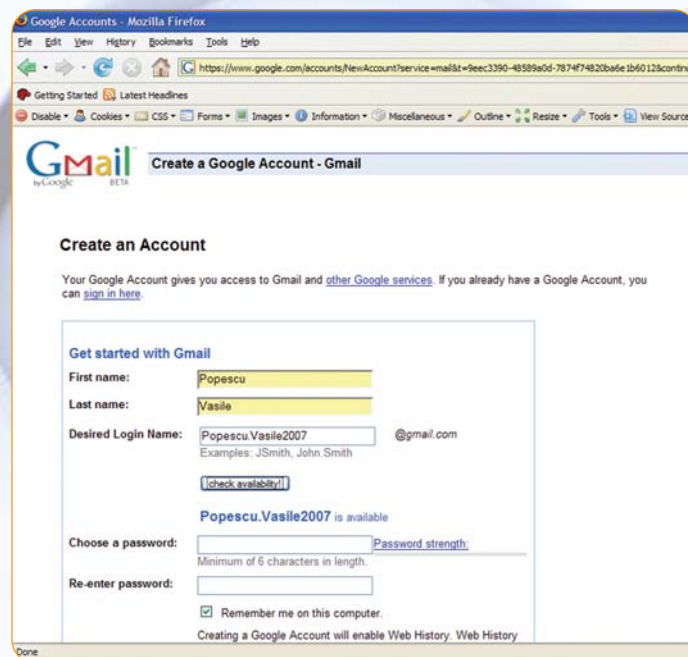 Google Accounts - Mozilla Firefox
File Edit View History Bookmarks Tools Help
https://www.google.com/accounts/NewAccount?service=mail&t=9eec3390-48589a0d-7874f74820ba6e1b6012&continu
Getting Started Latest Headlines
Disable Cookies CSS Forms Images Information Miscellaneous Outline Resize Tools View Source
Gmail by Google BETA
Create a Google Account - Gmail
Create an Account
Your Google Account gives you access to Gmail and other Google services. If you already have a Google Account, you
can sign in here.
Get started with Gmail
First name: Popescu
Last name: Vasile
Desired Login Name: Popescu.Vasile2007 @gmail.com
Examples: JSmith, John.Smith
check availability!
Popescu.Vasile2007 is available
Choose a password: Password strength:
Minimum of 6 characters in length.
Re-enter password:
Remember me on this computer.
Creating a Google Account will enable Web History. Web History
Done